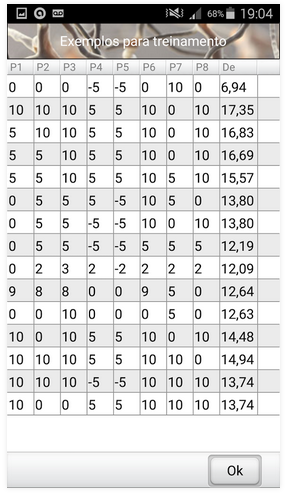 68% 19:04
Exemplos para treinamento
P1 P2 P3 P4 P5 P6 P7 P8 De
0 0 0 -5 -5 0 10 0 6,94
10 10 10 5 5 10 0 10 17,35
5 10 10 5 5 10 0 10 16,83
5 5 10 5 5 10 0 10 16,69
5 5 10 5 5 10 5 10 15,57
0 5 5 5 -5 10 5 0 13,80
0 5 5 -5 -5 10 0 10 13,80
0 5 5 -5 -5 5 5 5 12,19
0 2 3 2 -2 2 2 2 12,09
9 8 8 0 0 9 5 0 12,64
0 0 10 0 0 0 5 0 12,63
10 0 10 5 5 10 0 10 14,48
10 10 10 5 5 10 10 0 14,94
10 10 10 -5 -5 10 10 10 13,74
10 0 0 5 5 10 10 10 13,74
Ok